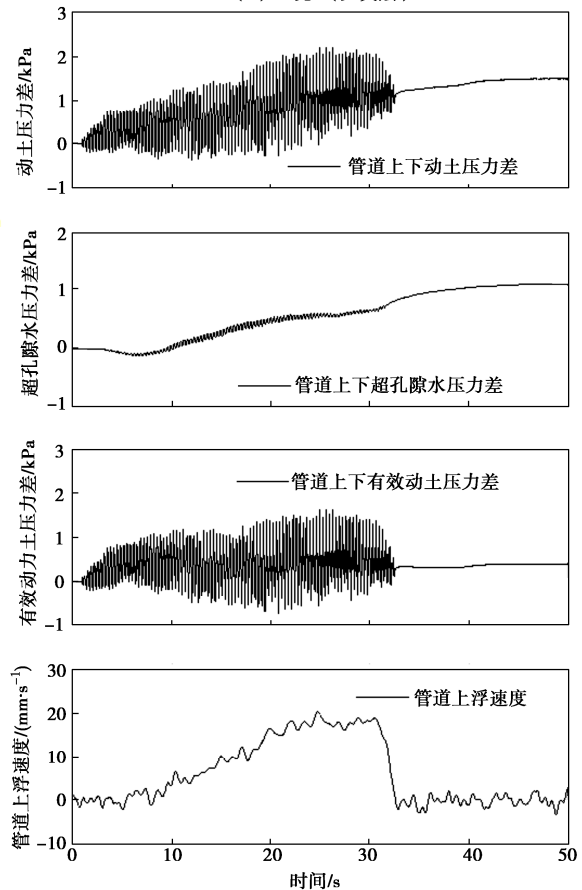 3
2
1
0
−1
动土压力差/kPa
管道上下动土压力差
2
1
0
−1
超孔隙水压力差/kPa
管道上下超孔隙水压力差
3
2
1
0
−1
有效动力土压力差/kPa
管道上下有效动土压力差
30
20
10
0
−10
管道上浮速度/(mm·s⁻¹)
管道上浮速度
0 10 20 30 40 50
时间/s